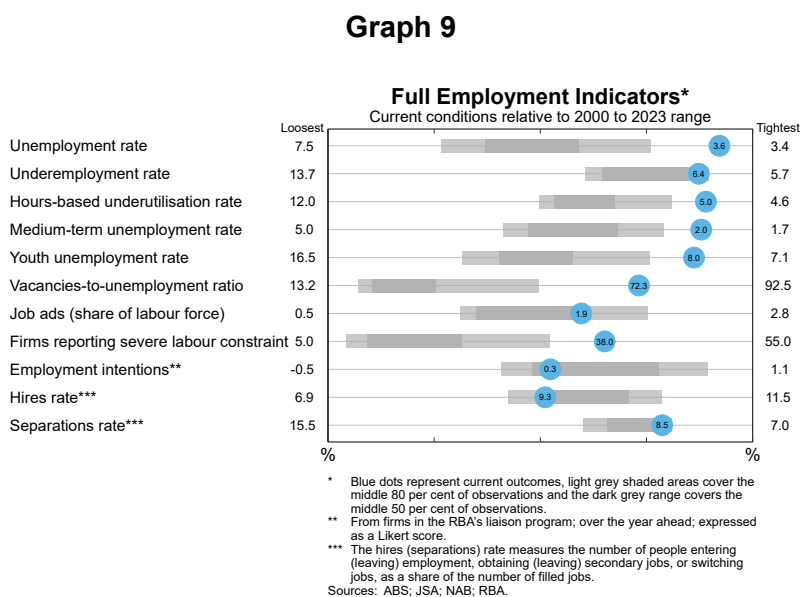 Graph 9
Full Employment Indicators*
Current conditions relative to 2000 to 2023 range
Loosest Tightest
Unemployment rate 7.5 3.6 3.4
Underemployment rate 13.7 6.4 5.7
Hours-based underutilisation rate 12.0 5.0 4.6
Medium-term unemployment rate 5.0 2.0 1.7
Youth unemployment rate 16.5 8.0 7.1
Vacancies-to-unemployment ratio 13.2 72.3 92.5
Job ads (share of labour force) 0.5 1.9 2.8
Firms reporting severe labour constraint 5.0 38.0 55.0
Employment intentions** -0.5 0.3 1.1
Hires rate*** 6.9 9.3 11.5
Separations rate*** 15.5 8.5 7.0
% %
* Blue dots represent current outcomes, light grey shaded areas cover the
middle 80 per cent of observations and the dark grey range covers the
middle 50 per cent of observations.
** From firms in the RBA's liaison program; over the year ahead; expressed
as a Likert score.
*** The hires (separations) rate measures the number of people entering
(leaving) employment, obtaining (leaving) secondary jobs, or switching
jobs, as a share of the number of filled jobs.
Sources: ABS; JSA; NAB; RBA.